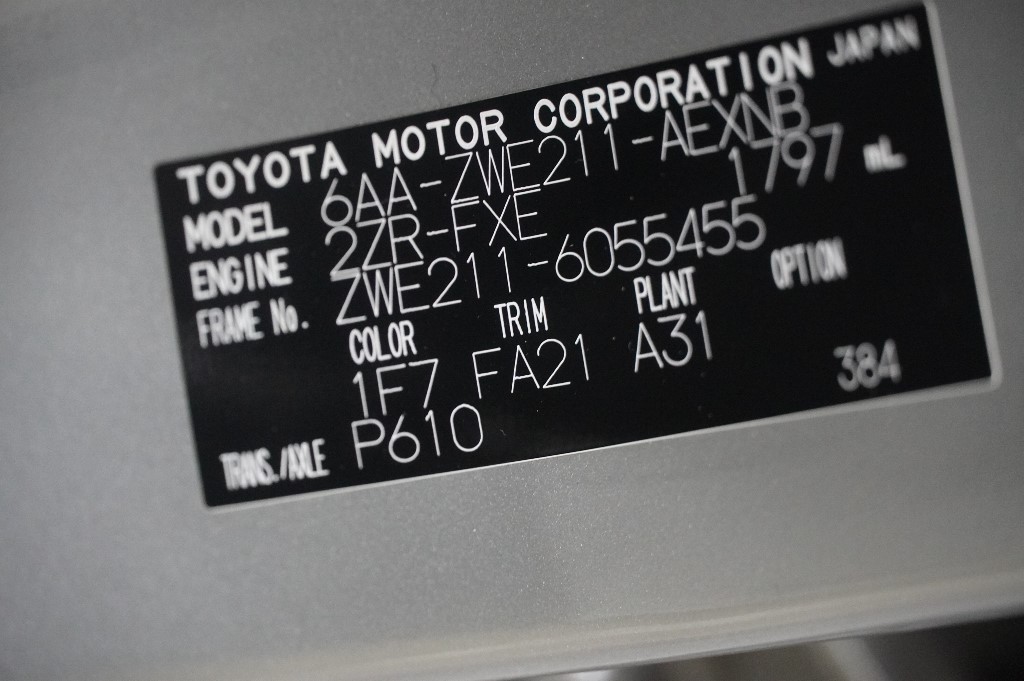 TOYOTA MOTOR CORPORATION JAPAN
MODEL 6AA-ZWE211-AEXNB
ENGINE 2ZR-FXE 1797 mL
FRAME No. ZWE211-6055455
COLOR TRIM PLANT OPTION
1F7 FA21 A31
TRANS./AXLE P610 384